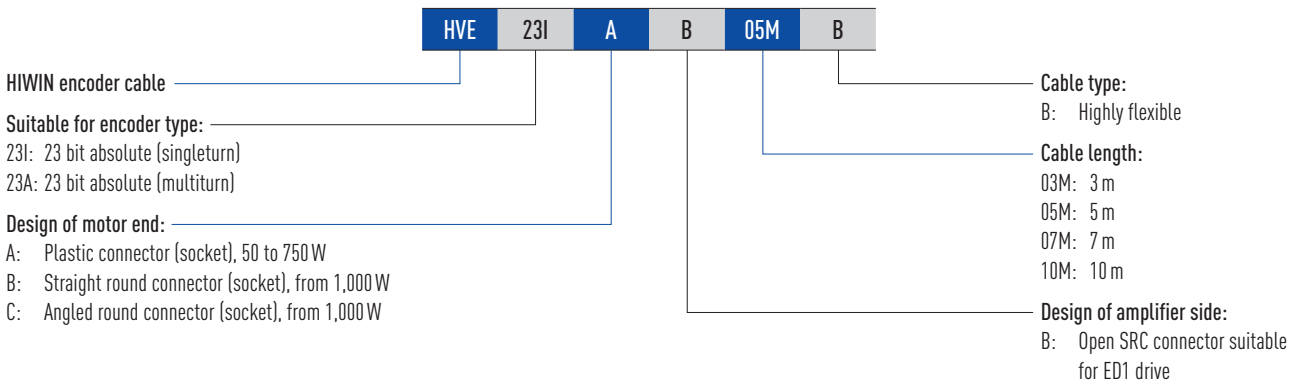 HVE 23I A B 05M B
HIWIN encoder cable
Suitable for encoder type:
23I: 23 bit absolute (singleturn)
23A: 23 bit absolute (multiturn)
Design of motor end:
A: Plastic connector (socket), 50 to 750 W
B: Straight round connector (socket), from 1,000 W
C: Angled round connector (socket), from 1,000 W
Cable type:
B: Highly flexible
Cable length:
03M: 3 m
05M: 5 m
07M: 7 m
10M: 10 m
Design of amplifier side:
B: Open SRC connector suitable
for ED1 drive